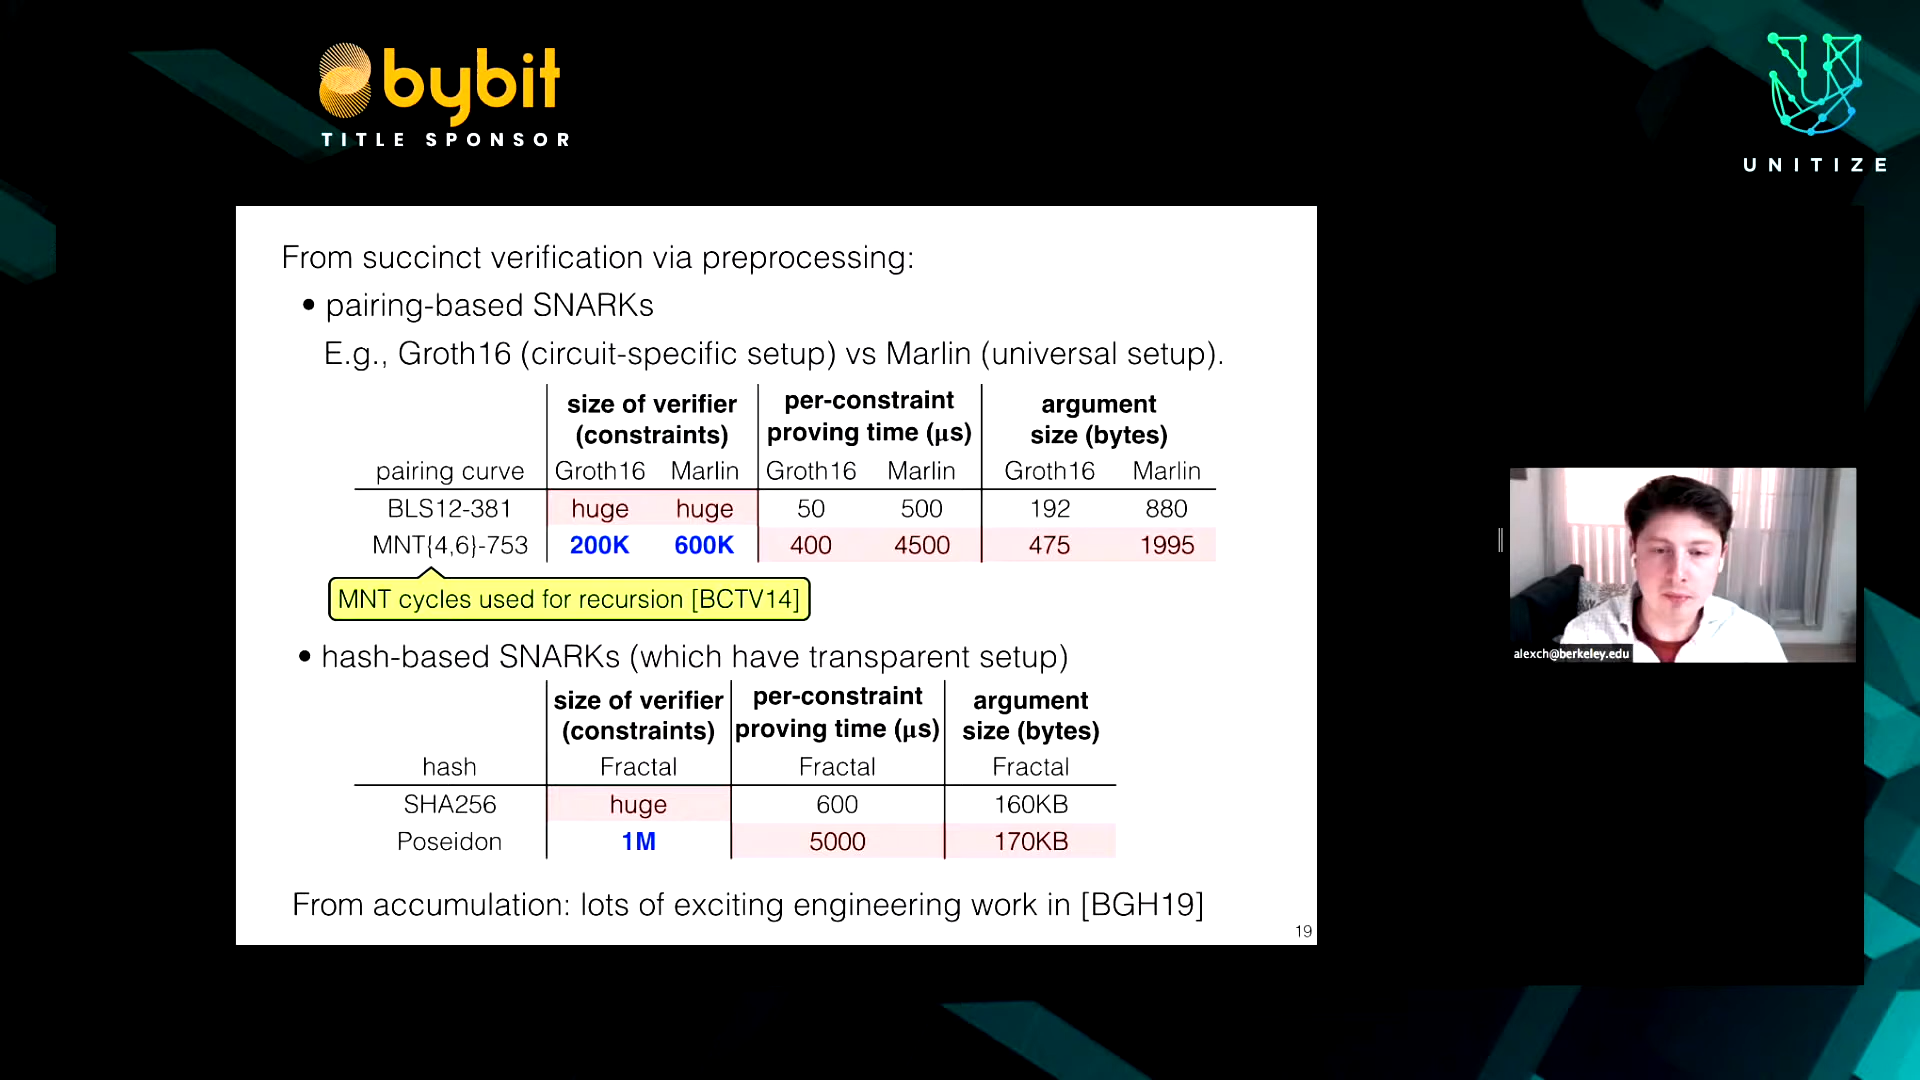 bybit
TITLE SPONSOR
UNITIZE
From succinct verification via preprocessing:
• pairing-based SNARKs
E.g., Groth16 (circuit-specific setup) vs Marlin (universal setup).
size of verifier per-constraint argument
(constraints) proving time (μs) size (bytes)
pairing curve Groth16 Marlin Groth16 Marlin Groth16 Marlin
BLS12-381 huge huge 50 500 192 880
MNT{4,6}-753 200K 600K 400 4500 475 1995
MNT cycles used for recursion [BCTV14]
• hash-based SNARKs (which have transparent setup)
size of verifier per-constraint argument
(constraints) proving time (μs) size (bytes)
hash Fractal Fractal Fractal
SHA256 huge 600 160KB
Poseidon 1M 5000 170KB
From accumulation: lots of exciting engineering work in [BGH19]
19
alexch@berkeley.edu